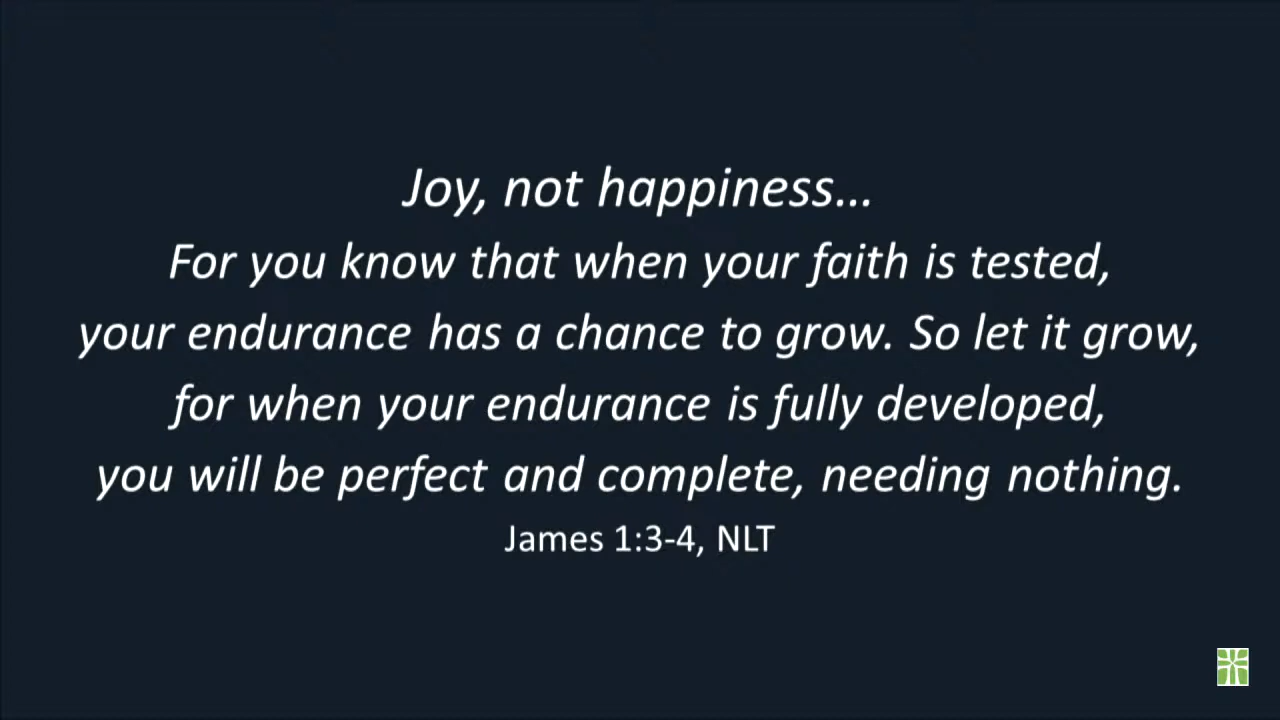 Joy, not happiness...
For you know that when your faith is tested,
your endurance has a chance to grow. So let it grow,
for when your endurance is fully developed,
you will be perfect and complete, needing nothing.
James 1:3-4, NLT